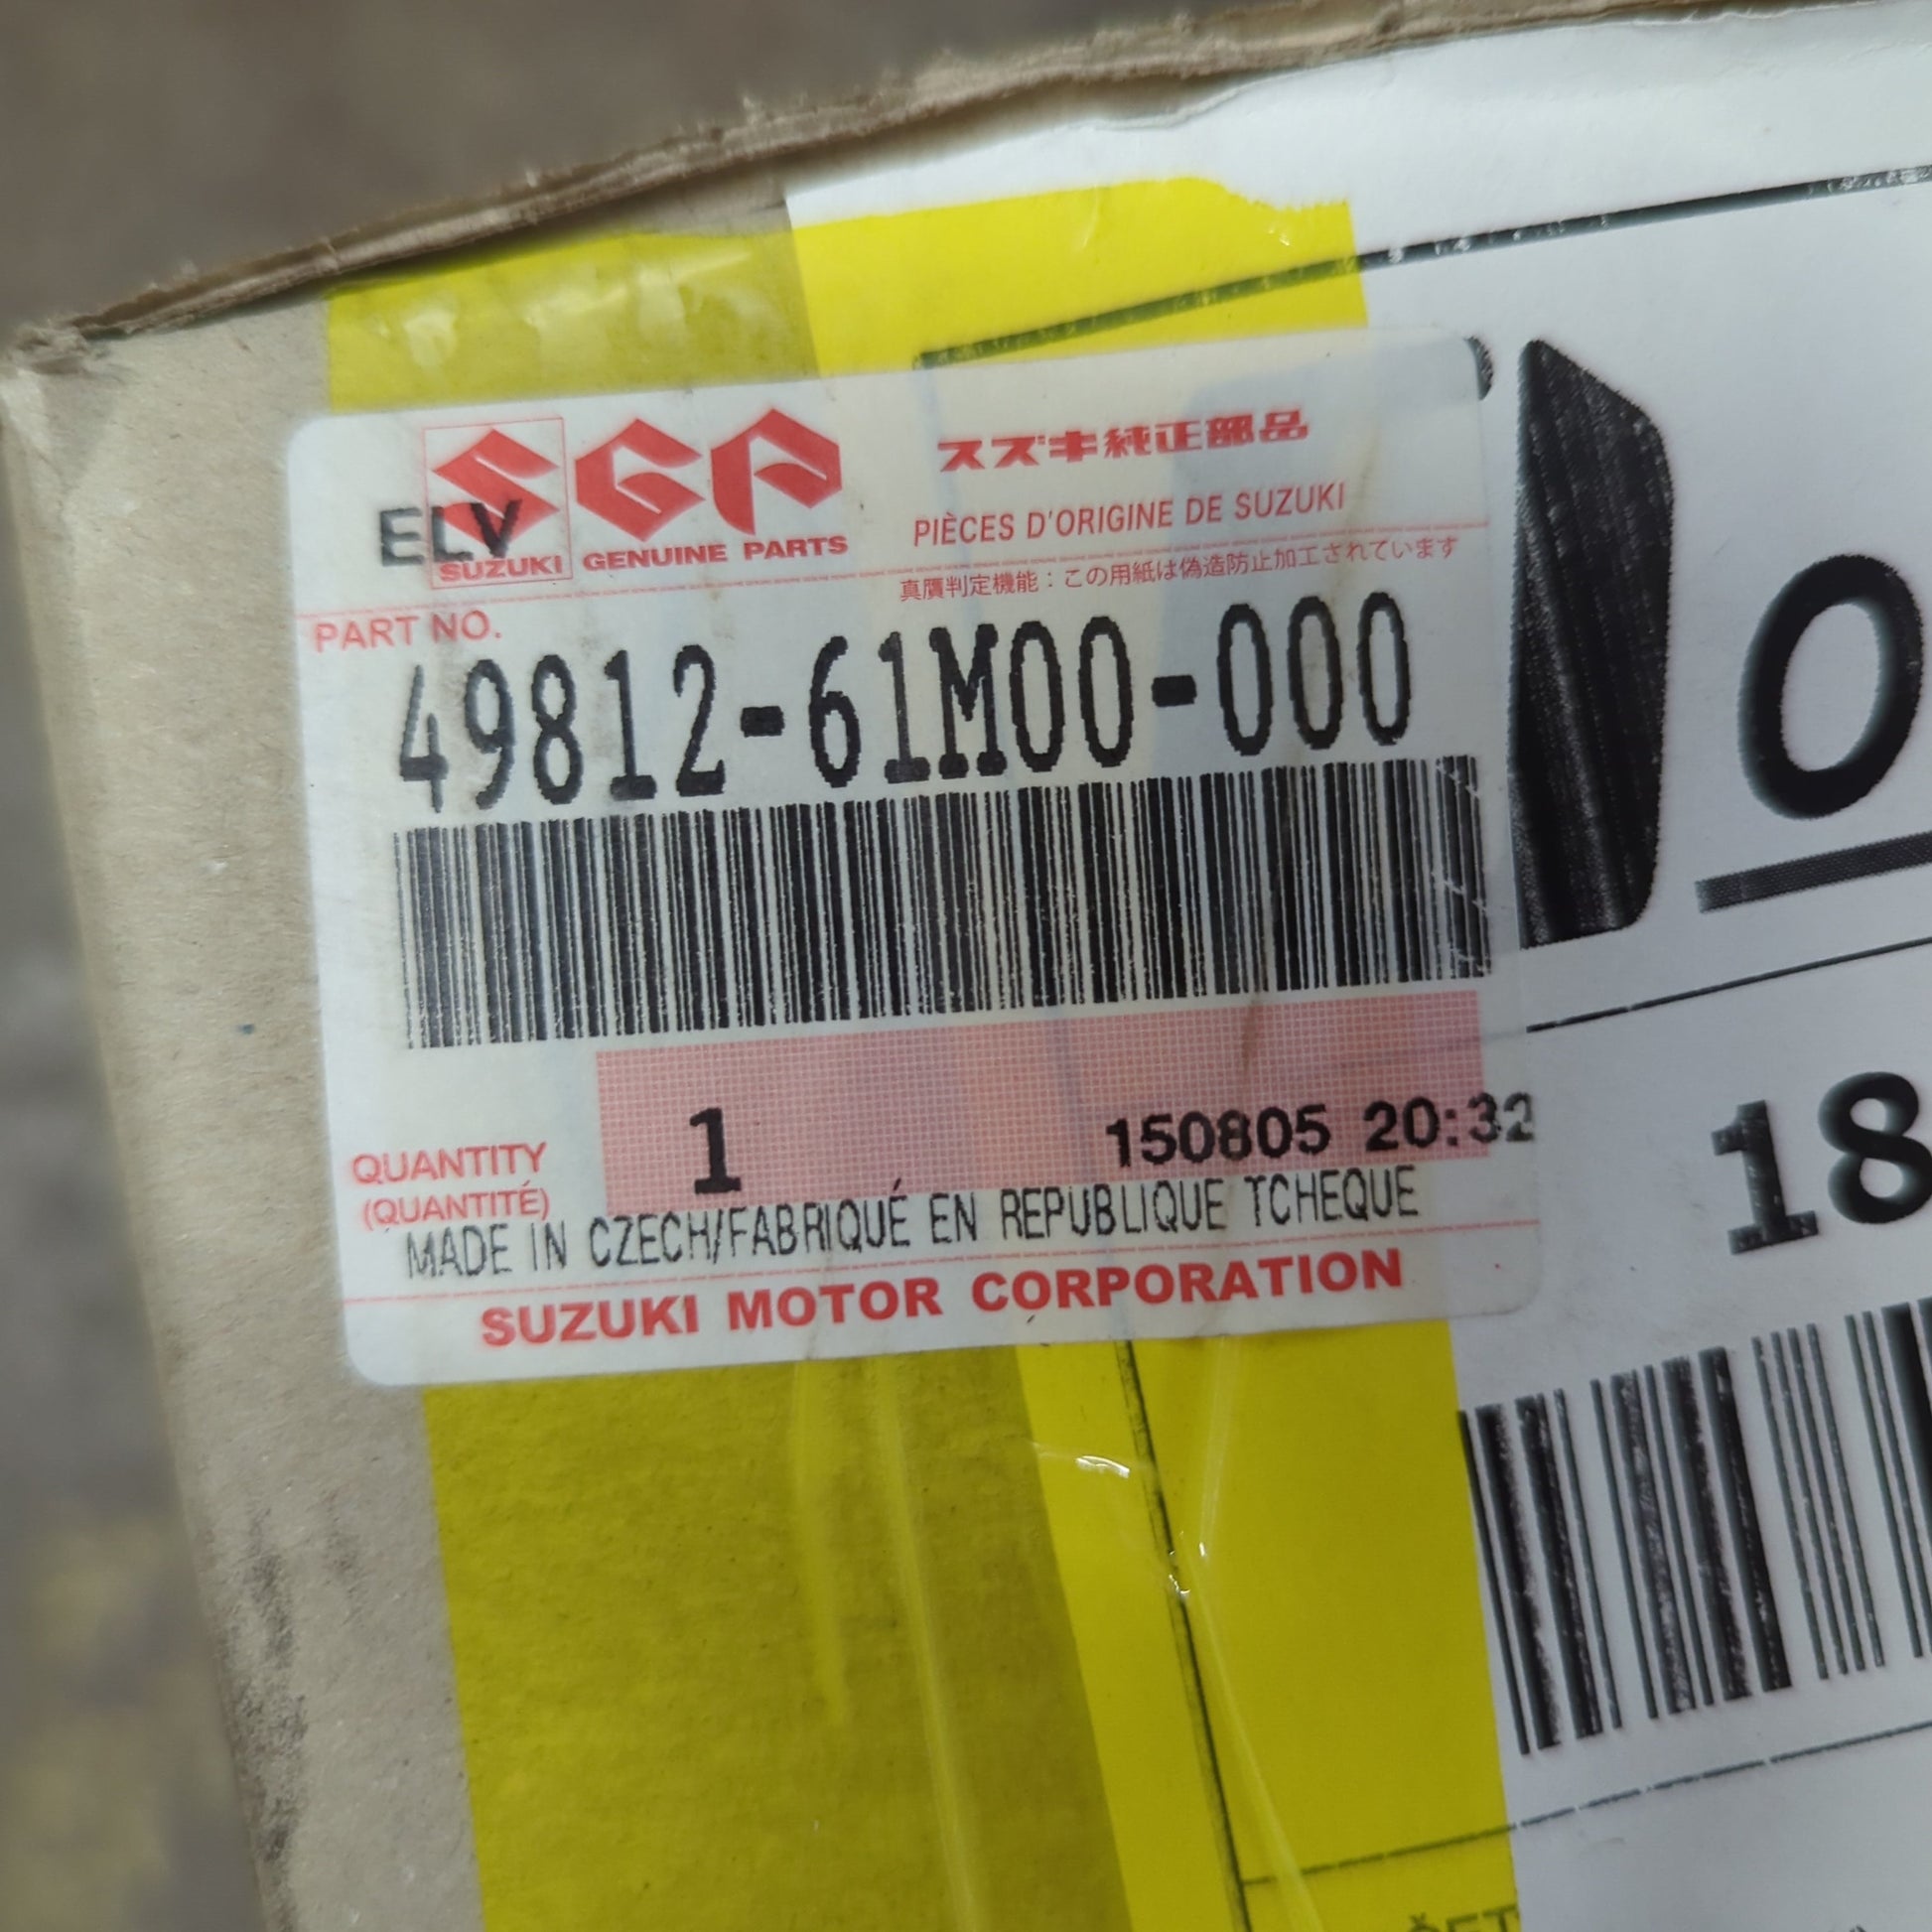 ELV
SGP
SUZUKI GENUINE PARTS
スズキ純正部品
PIÈCES D'ORIGINE DE SUZUKI
真贋判定機能：この用紙は偽造防止加工されています
PART NO.
49812-61M00-000
0
QUANTITY
(QUANTITÉ)
1
150805 20:32
18
MADE IN CZECH/FABRIQUÉ EN REPUBLIQUE TCHEQUE
SUZUKI MOTOR CORPORATION